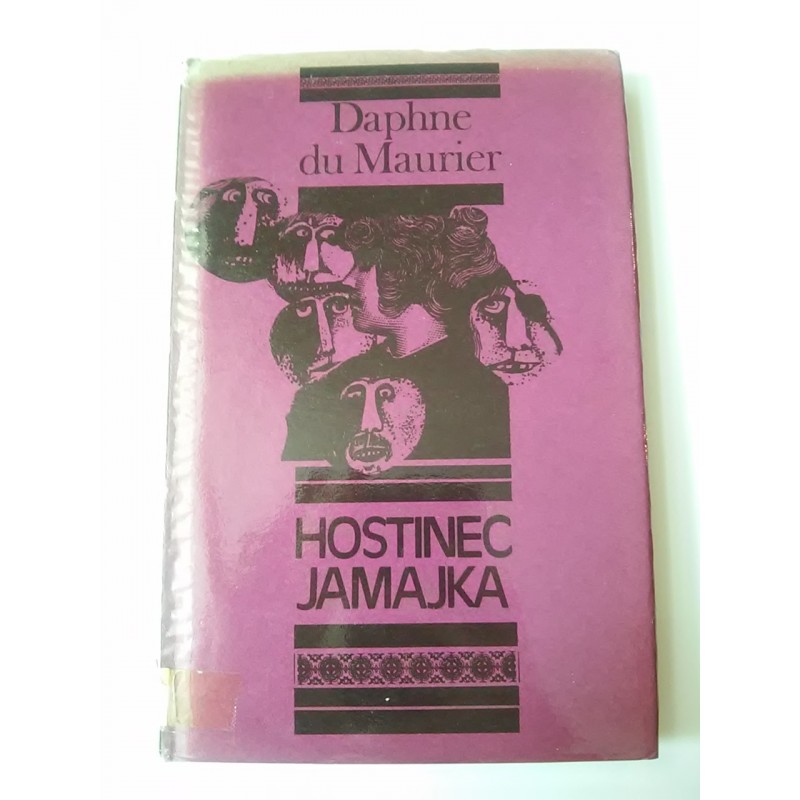 Daphne
du Maurier
HOSTINEC
JAMAJKA